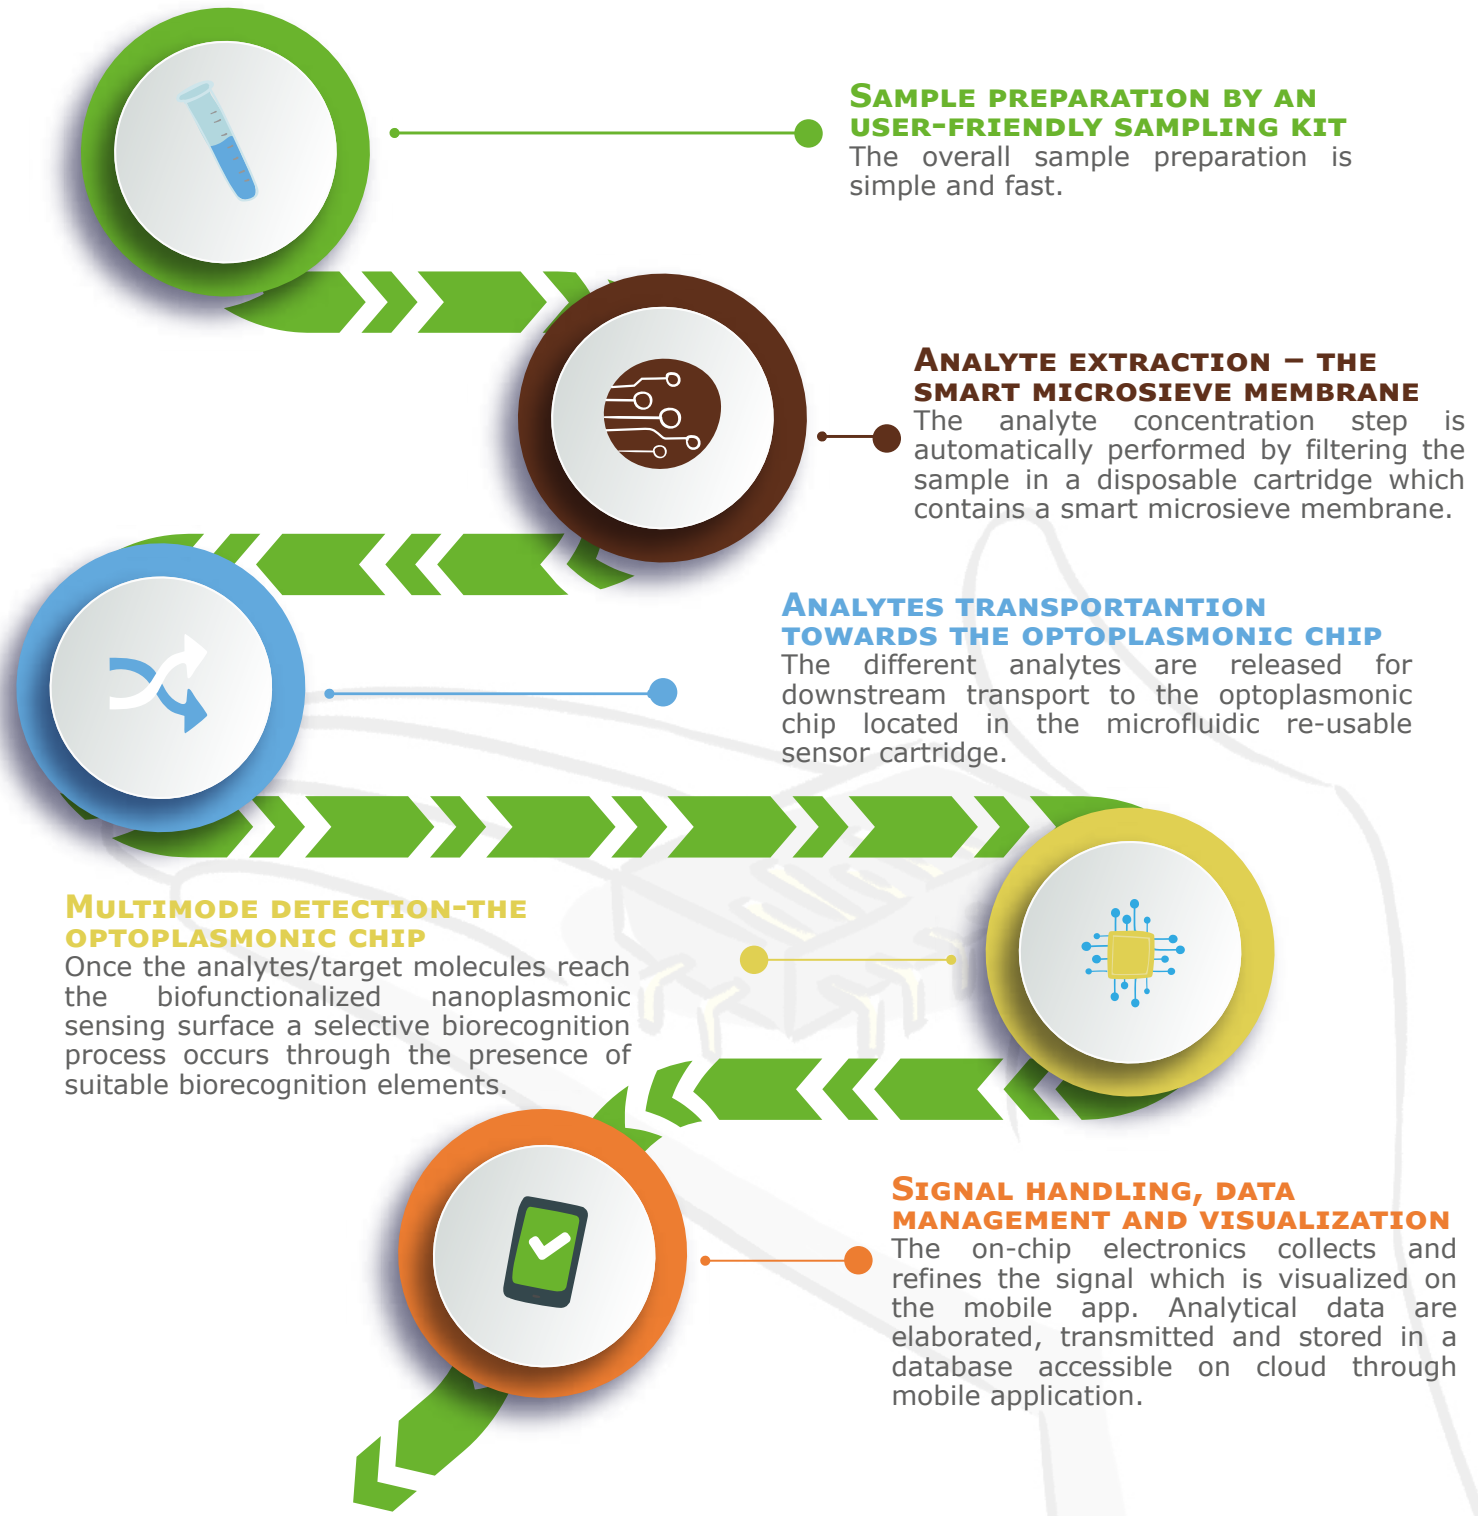 SAMPLE PREPARATION BY AN
USER-FRIENDLY SAMPLING KIT
The overall sample preparation is
simple and fast.
ANALYTE EXTRACTION – THE
SMART MICROSIEVE MEMBRANE
The analyte concentration step is
automatically performed by filtering the
sample in a disposable cartridge which
contains a smart microsieve membrane.
ANALYTES TRANSPORTANTION
TOWARDS THE OPTOPLASMONIC CHIP
The different analytes are released for
downstream transport to the optoplasmonic
chip located in the microfluidic re-usable
sensor cartridge.
MULTIMODE DETECTION-THE
OPTOPLASMONIC CHIP
Once the analytes/target molecules reach
the biofunctionalized nanoplasmonic
sensing surface a selective biorecognition
process occurs through the presence of
suitable biorecognition elements.
SIGNAL HANDLING, DATA
MANAGEMENT AND VISUALIZATION
The on-chip electronics collects and
refines the signal which is visualized on
the mobile app. Analytical data are
elaborated, transmitted and stored in a
database accessible on cloud through
mobile application.